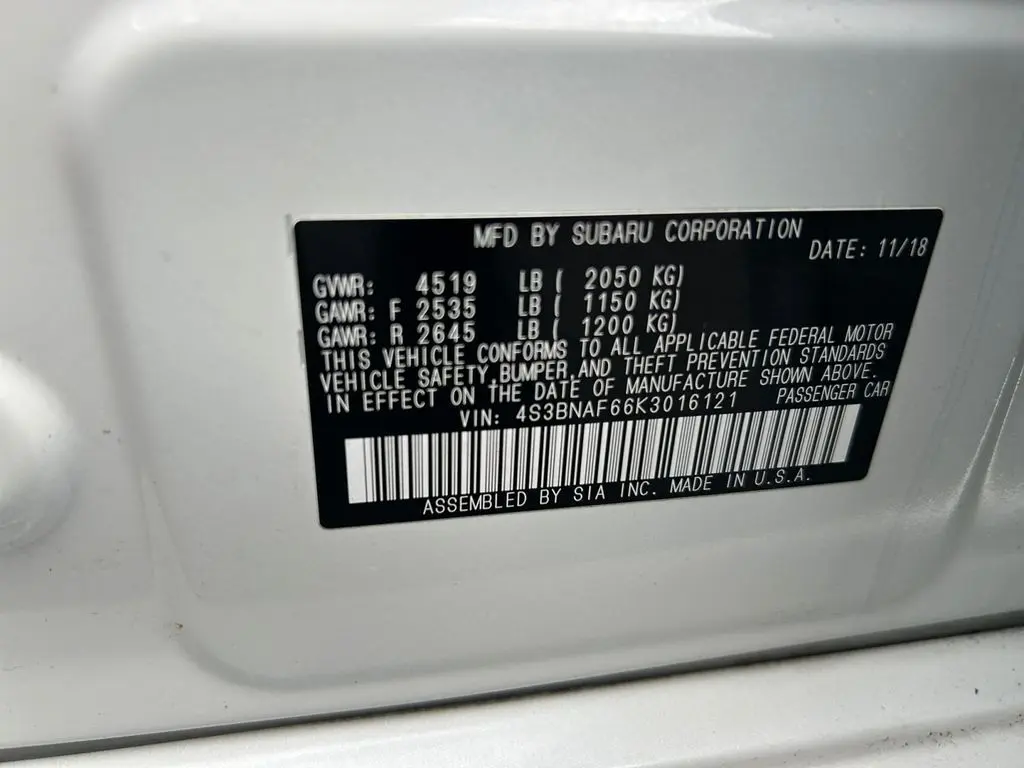 MFD BY SUBARU CORPORATION
DATE: 11/18
GVWR: 4519 LB ( 2050 KG)
GAWR: F 2535 LB ( 1150 KG)
GAWR: R 2645 LB ( 1200 KG)
THIS VEHICLE CONFORMS TO ALL APPLICABLE FEDERAL MOTOR
VEHICLE SAFETY,BUMPER,AND THEFT PREVENTION STANDARDS
IN EFFECT ON THE DATE OF MANUFACTURE SHOWN ABOVE.
VIN: 4S3BNAF66K3016121 PASSENGER CAR
ASSEMBLED BY SIA INC. MADE IN U.S.A.